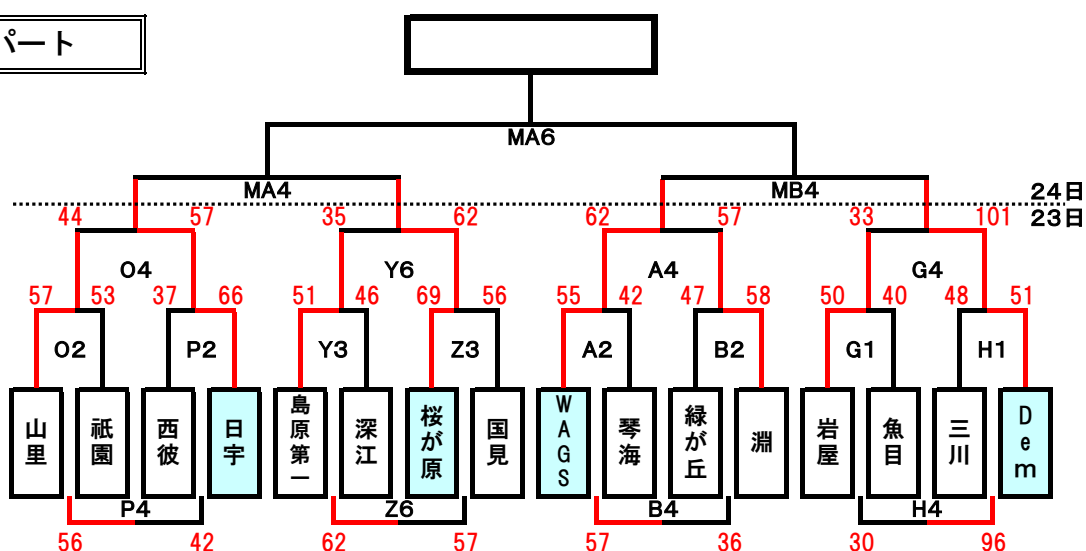 パート
MA6
MA4 MB4 24日
44 57 35 62 62 57 33 101 23日
O4 Y6 A4 G4
57 53 37 66 51 46 69 56 55 42 47 58 50 40 48 51
O2 P2 Y3 Z3 A2 B2 G1 H1
山里 祇園 西彼 日宇 島原第一 深江 桜が原 国見 WAGS 琴海 緑が丘 淵 岩屋 魚目 三川 Dem
P4 Z6 B4 H4
56 42 62 57 57 36 30 96